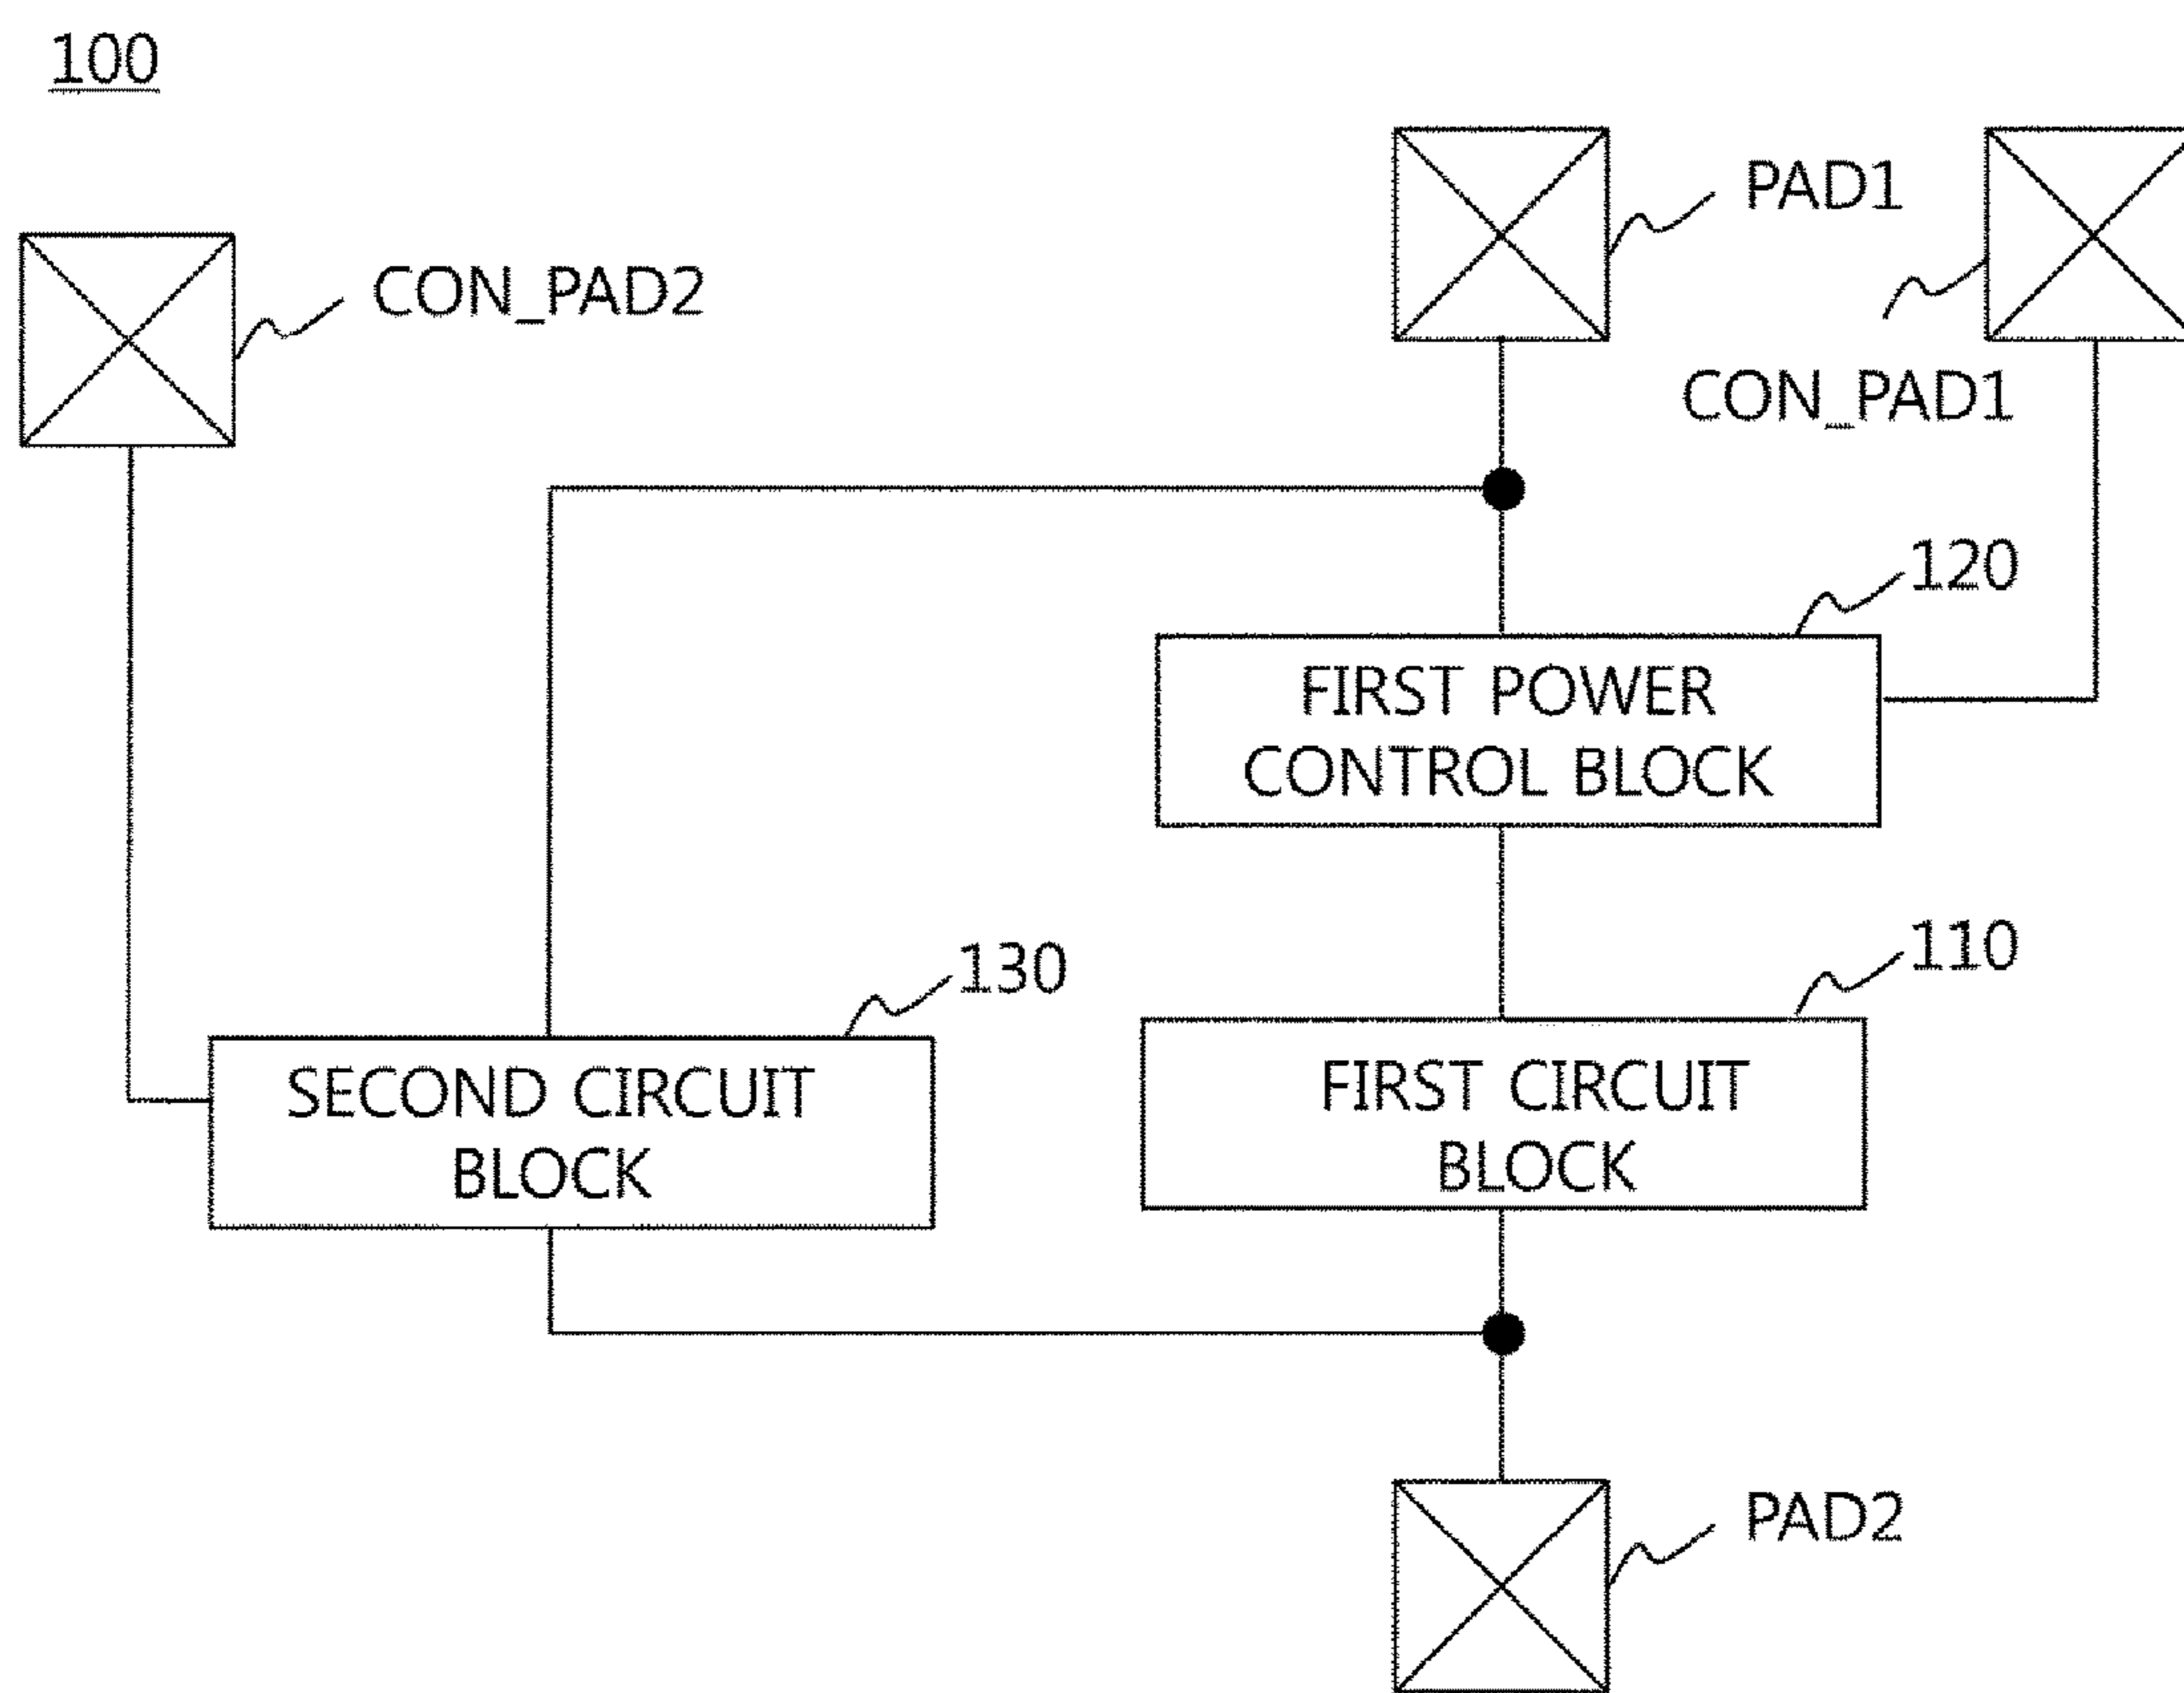 100
PAD1
CON_PAD2
CON_PAD1
120
FIRST POWER
CONTROL BLOCK
130
110
SECOND CIRCUIT
BLOCK
FIRST CIRCUIT
BLOCK
PAD2